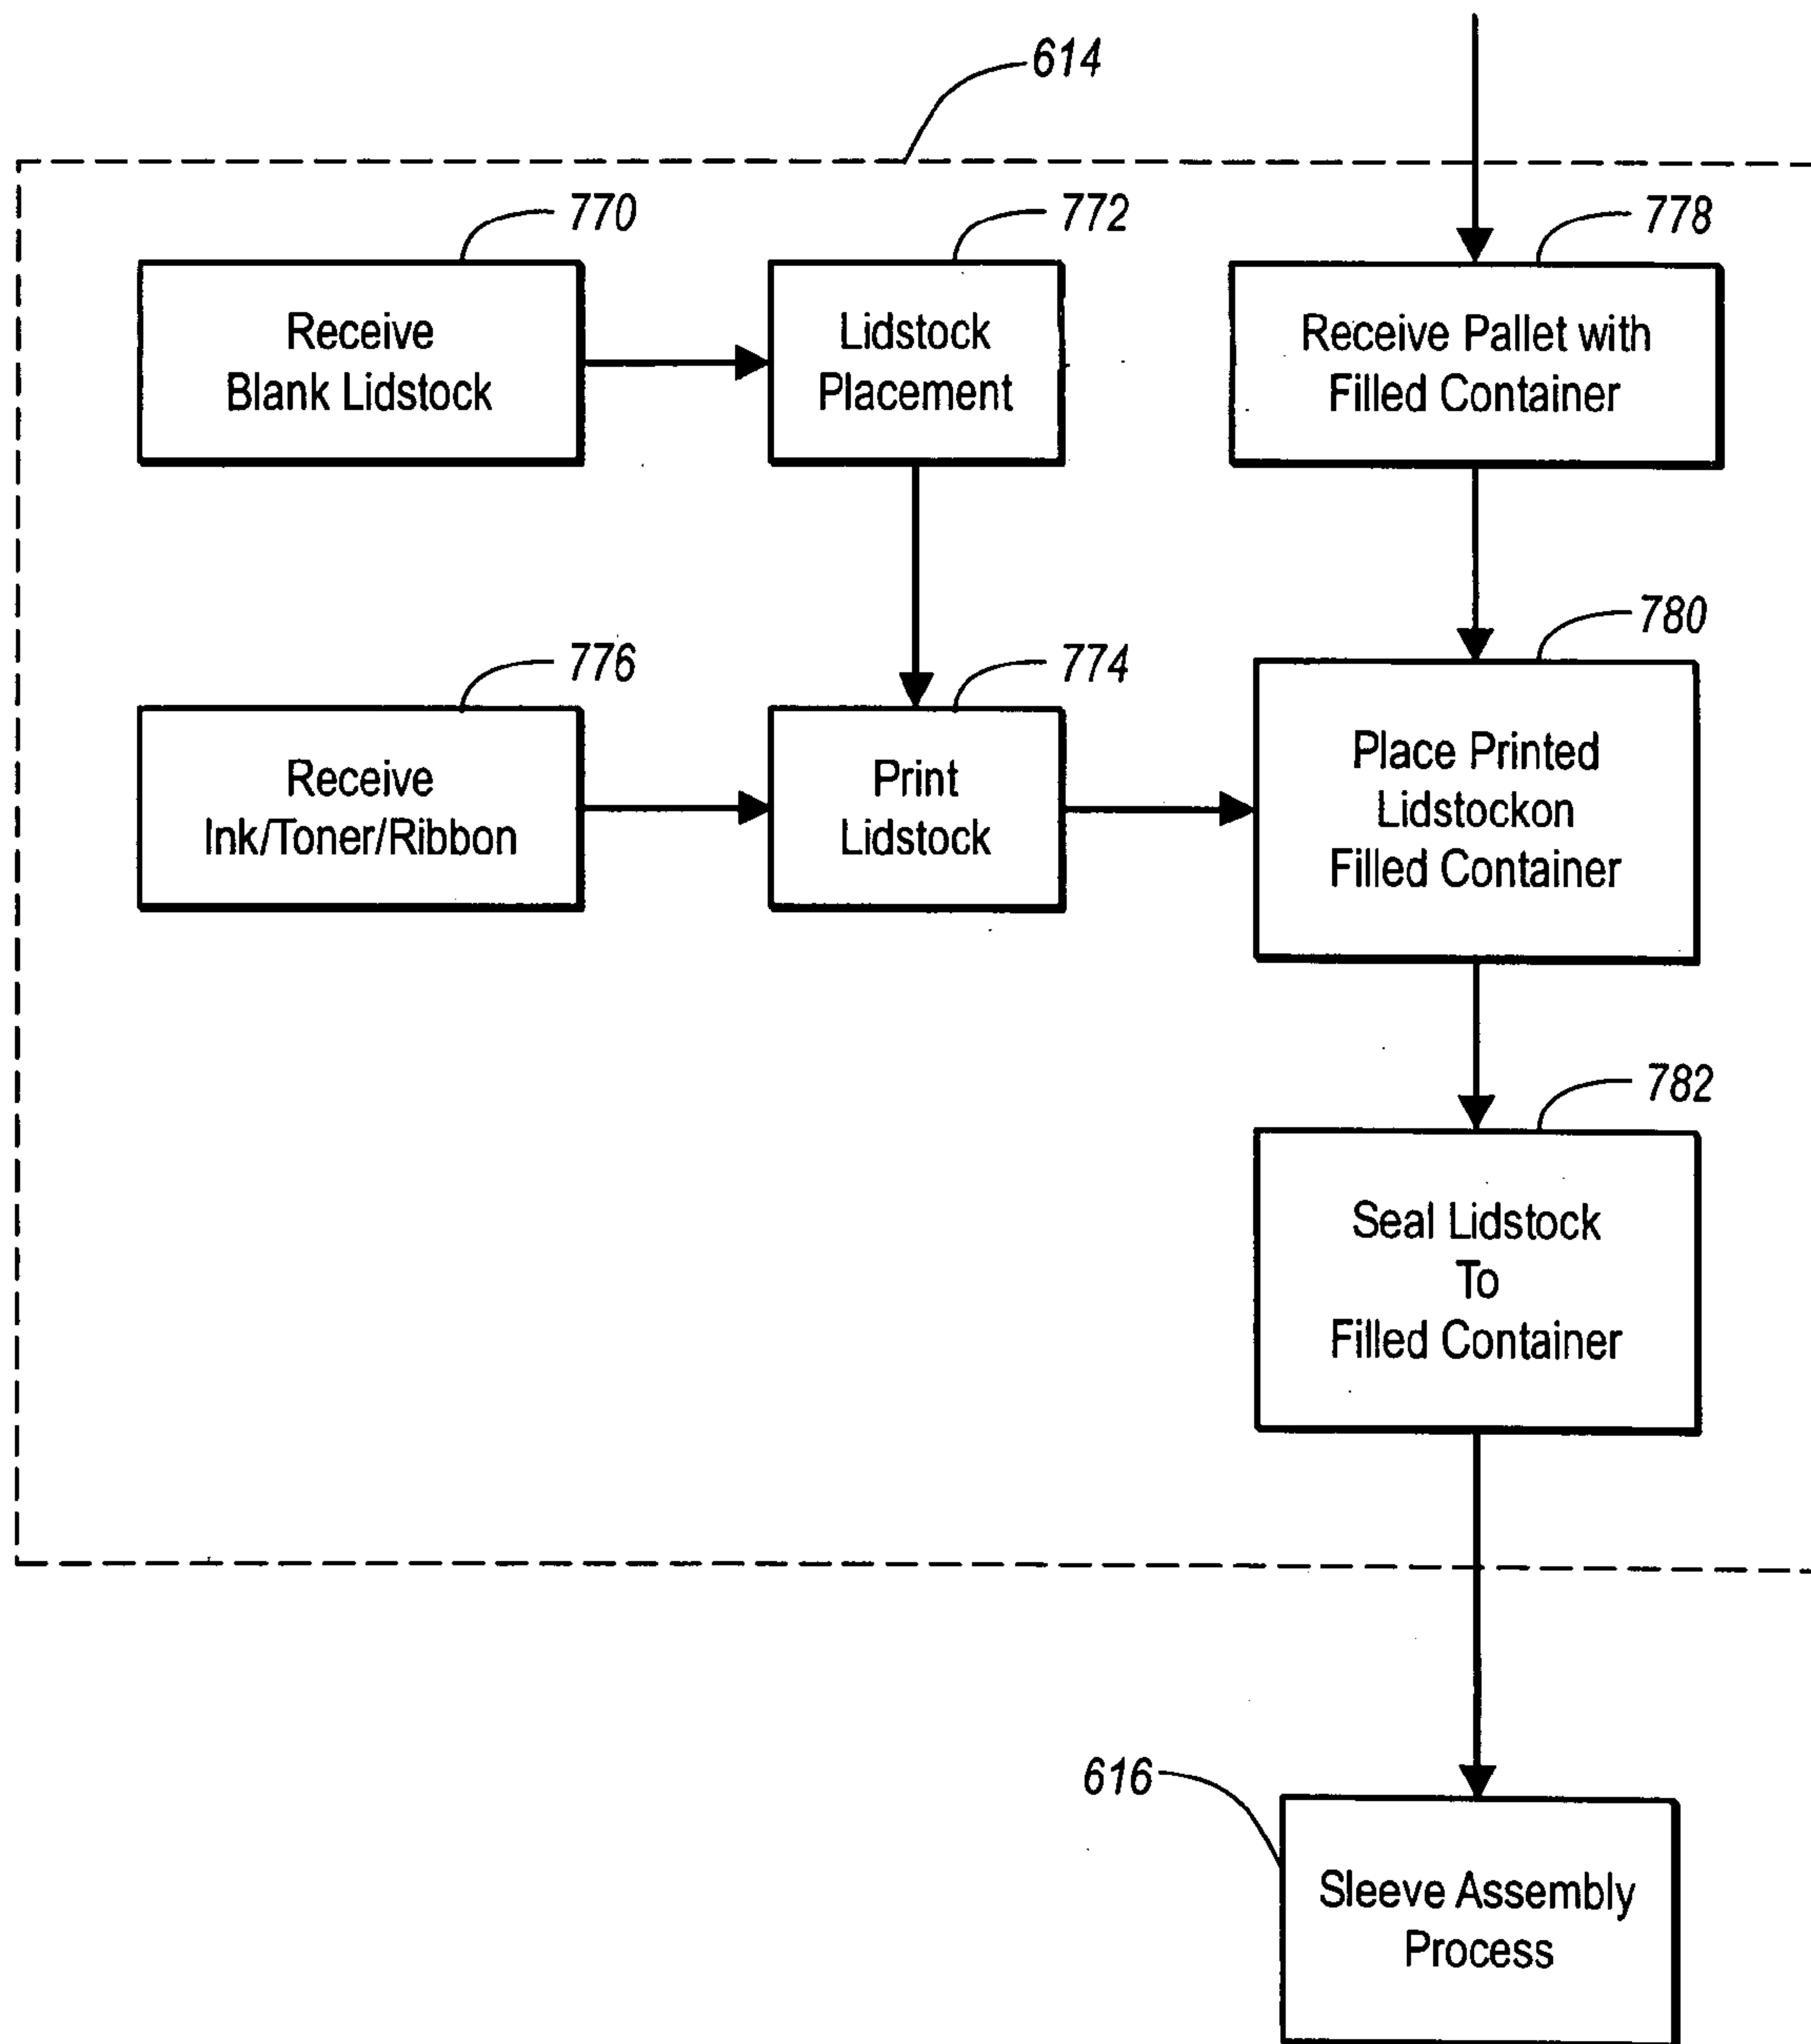 614
770
772
778
Receive
Blank Lidstock
Lidstock
Placement
Receive Pallet with
Filled Container
776
774
780
Receive
Ink/Toner/Ribbon
Print
Lidstock
Place Printed
Lidstockon
Filled Container
782
Seal Lidstock
To
Filled Container
616
Sleeve Assembly
Process